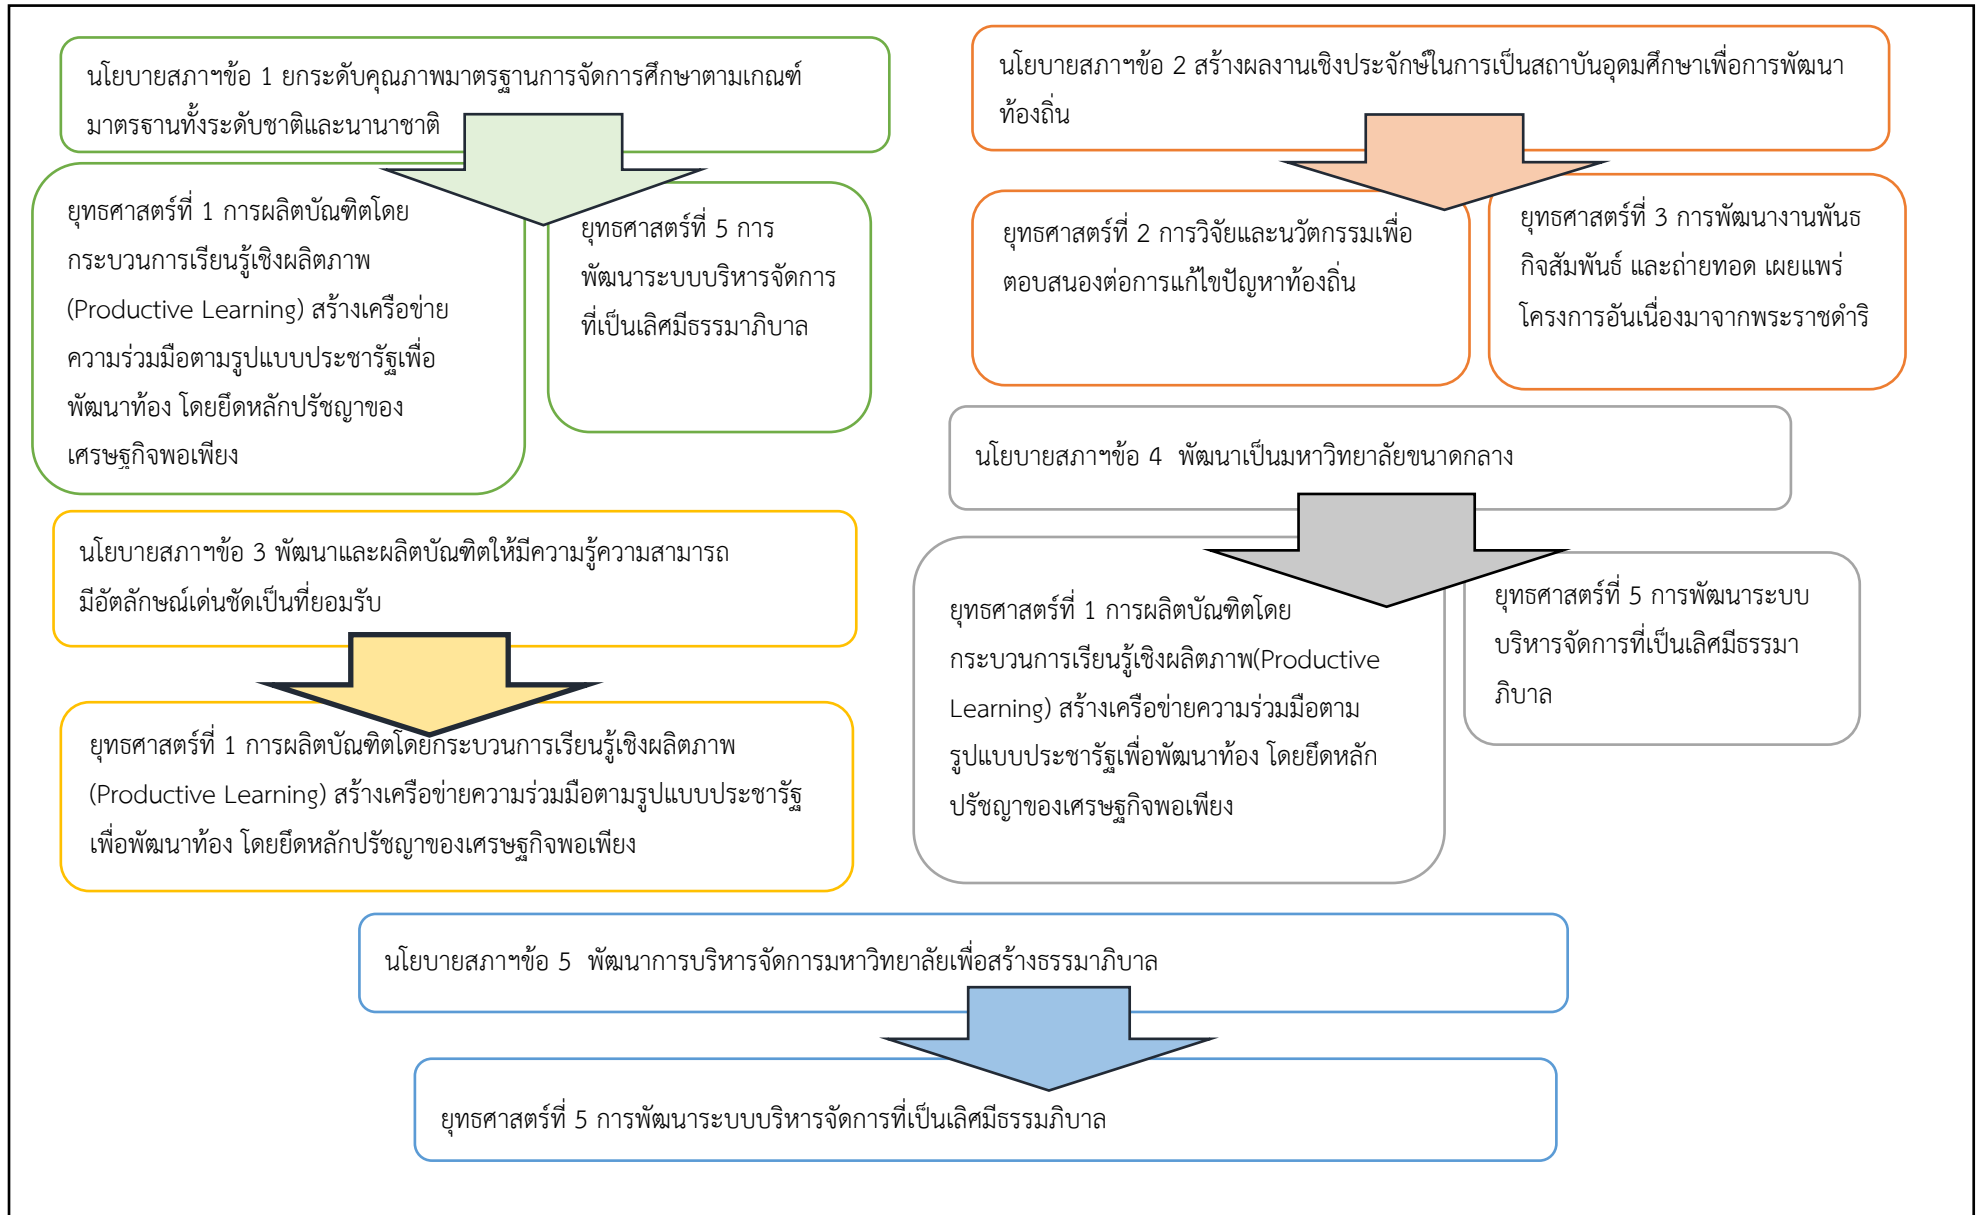 นโยบายสภาฯข้อ 1 ยกระดับคุณภาพมาตรฐานการจัดการศึกษาตามเกณฑ์
มาตรฐานทั้งระดับชาติและนานาชาติ
ยุทธศาสตร์ที่ 1 การผลิตบัณฑิตโดย
กระบวนการเรียนรู้เชิงผลิตภาพ
(Productive Learning) สร้างเครือข่าย
ความร่วมมือตามรูปแบบประชารัฐเพื่อ
พัฒนาท้อง โดยยึดหลักปรัชญาของ
เศรษฐกิจพอเพียง
ยุทธศาสตร์ที่ 5 การ
พัฒนาระบบบริหารจัดการ
ที่เป็นเลิศมีธรรมาภิบาล
นโยบายสภาฯข้อ 2 สร้างผลงานเชิงประจักษ์ในการเป็นสถาบันอุดมศึกษาเพื่อการพัฒนา
ท้องถิ่น
ยุทธศาสตร์ที่ 2 การวิจัยและนวัตกรรมเพื่อ
ตอบสนองต่อการแก้ไขปัญหาท้องถิ่น
ยุทธศาสตร์ที่ 3 การพัฒนางานพันธ
กิจสัมพันธ์ และถ่ายทอด เผยแพร่
โครงการอันเนื่องมาจากพระราชดำริ
นโยบายสภาฯข้อ 3 พัฒนาและผลิตบัณฑิตให้มีความรู้ความสามารถ
มีอัตลักษณ์เด่นชัดเป็นที่ยอมรับ
ยุทธศาสตร์ที่ 1 การผลิตบัณฑิตโดยกระบวนการเรียนรู้เชิงผลิตภาพ
(Productive Learning) สร้างเครือข่ายความร่วมมือตามรูปแบบประชารัฐ
เพื่อพัฒนาท้อง โดยยึดหลักปรัชญาของเศรษฐกิจพอเพียง
นโยบายสภาฯข้อ 4  พัฒนาเป็นมหาวิทยาลัยขนาดกลาง
ยุทธศาสตร์ที่ 1 การผลิตบัณฑิตโดย
กระบวนการเรียนรู้เชิงผลิตภาพ(Productive
Learning) สร้างเครือข่ายความร่วมมือตาม
รูปแบบประชารัฐเพื่อพัฒนาท้อง โดยยึดหลัก
ปรัชญาของเศรษฐกิจพอเพียง
ยุทธศาสตร์ที่ 5 การพัฒนาระบบ
บริหารจัดการที่เป็นเลิศมีธรรมา
ภิบาล
นโยบายสภาฯข้อ 5  พัฒนาการบริหารจัดการมหาวิทยาลัยเพื่อสร้างธรรมาภิบาล
ยุทธศาสตร์ที่ 5 การพัฒนาระบบบริหารจัดการที่เป็นเลิศมีธรรมภิบาล